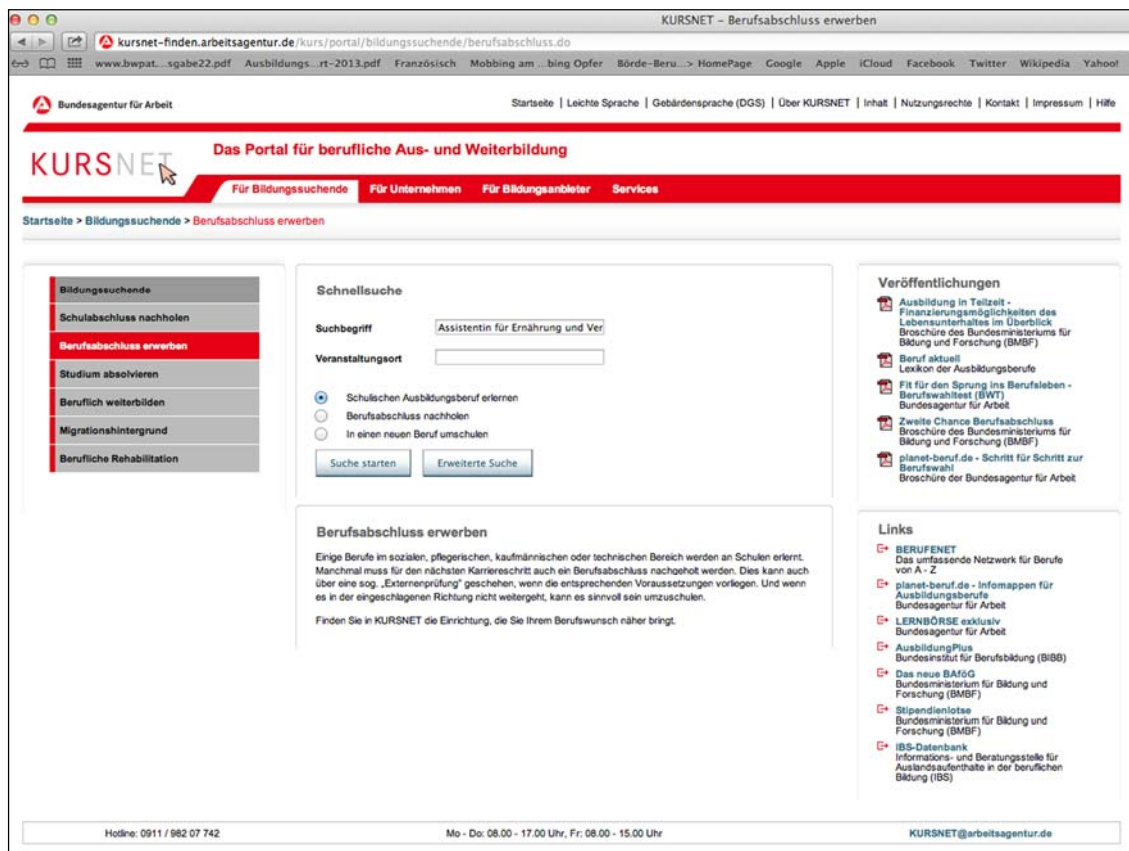 KURSNET – Berufsabschluss erwerben
kursnet-finden.arbeitsagentur.de/kurs/portal/bildungssuchende/berufsabschluss.do
www.bwpat...sgabe22.pdf Ausbildungs...rt-2013.pdf Französisch Mobbing am ...bing Opfer Börde-Beru...> HomePage Google Apple iCloud Facebook Twitter Wikipedia Yahoo!
Bundesagentur für Arbeit
Startseite | Leichte Sprache | Gebärdensprache (DGS) | Über KURSNET | Inhalt | Nutzungsrechte | Kontakt | Impressum | Hilfe
KURSNET
Das Portal für berufliche Aus- und Weiterbildung
Für Bildungssuchende Für Unternehmen Für Bildungsanbieter Services
Startseite > Bildungssuchende > Berufsabschluss erwerben
Bildungssuchende
Schulabschluss nachholen
Berufsabschluss erwerben
Studium absolvieren
Beruflich weiterbilden
Migrationshintergrund
Berufliche Rehabilitation
Schnellsuche
Suchbegriff Assistentin für Ernährung und Ver
Veranstaltungsort
Schulischen Ausbildungsberuf erlernen
Berufsabschluss nachholen
In einen neuen Beruf umschulen
Suche starten Erweiterte Suche
Berufsabschluss erwerben
Einige Berufe im sozialen, pflegerischen, kaufmännischen oder technischen Bereich werden an Schulen erlernt.
Manchmal muss für den nächsten Karriereschritt auch ein Berufsabschluss nachgeholt werden. Dies kann auch
über eine sog. „Externenprüfung" geschehen, wenn die entsprechenden Voraussetzungen vorliegen. Und wenn
es in der eingeschlagenen Richtung nicht weitergeht, kann es sinnvoll sein umzuschulen.
Finden Sie in KURSNET die Einrichtung, die Sie Ihrem Berufswunsch näher bringt.
Veröffentlichungen
Ausbildung in Teilzeit -
Finanzierungsmöglichkeiten des
Lebensunterhaltes im Überblick
Broschüre des Bundesministeriums für
Bildung und Forschung (BMBF)
Beruf aktuell
Lexikon der Ausbildungsberufe
Fit für den Sprung ins Berufsleben -
Berufswahltest (BWT)
Bundesagentur für Arbeit
Zweite Chance Berufsabschluss
Broschüre des Bundesministeriums für
Bildung und Forschung (BMBF)
planet-beruf.de - Schritt für Schritt zur
Berufswahl
Broschüre der Bundesagentur für Arbeit
Links
BERUFENET
Das umfassende Netzwerk für Berufe
von A - Z
planet-beruf.de - Infomappen für
Ausbildungsberufe
Bundesagentur für Arbeit
LERNBÖRSE exklusiv
Bundesagentur für Arbeit
AusbildungPlus
Bundesinstitut für Berufsbildung (BIBB)
Das neue BAföG
Bundesministerium für Bildung und
Forschung (BMBF)
Stipendienlotse
Bundesministerium für Bildung und
Forschung (BMBF)
IBS-Datenbank
Informations- und Beratungsstelle für
Auslandsaufenthalte in der beruflichen
Bildung (IBS)
Hotline: 0911 / 982 07 742 Mo - Do: 08.00 - 17.00 Uhr, Fr: 08.00 - 15.00 Uhr KURSNET@arbeitsagentur.de